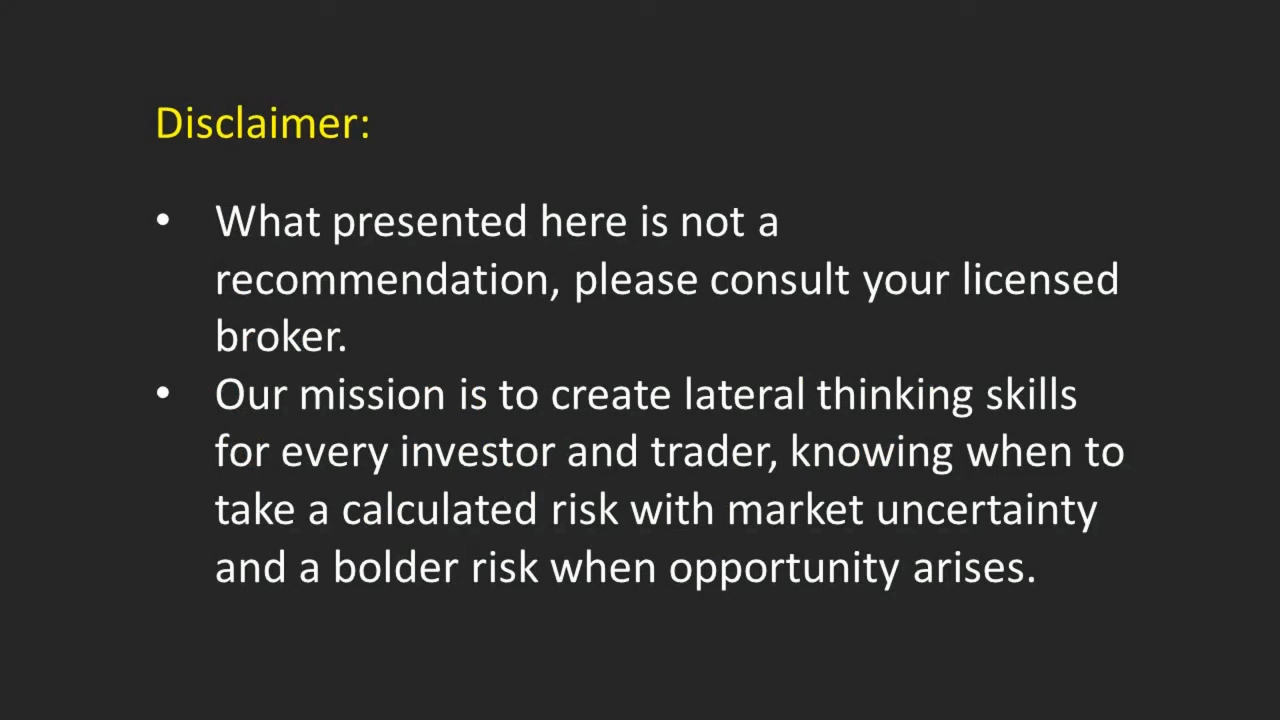 Disclaimer:
• What presented here is not a
recommendation, please consult your licensed
broker.
• Our mission is to create lateral thinking skills
for every investor and trader, knowing when to
take a calculated risk with market uncertainty
and a bolder risk when opportunity arises.